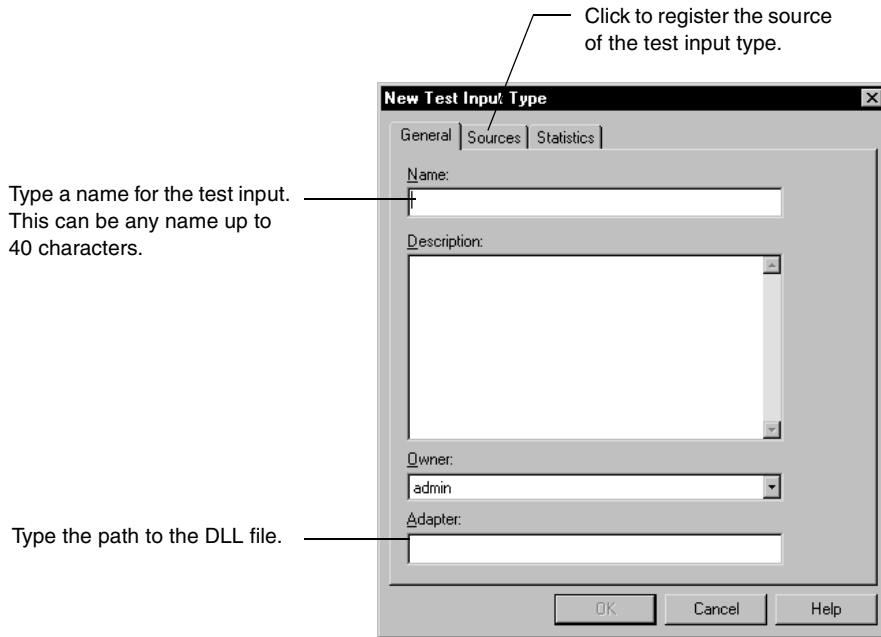 Click to register the source
of the test input type.
New Test Input Type
General Sources Statistics
Name:
Type a name for the test input.
This can be any name up to
40 characters.
Description:
Owner:
admin
Adapter:
Type the path to the DLL file.
OK Cancel Help